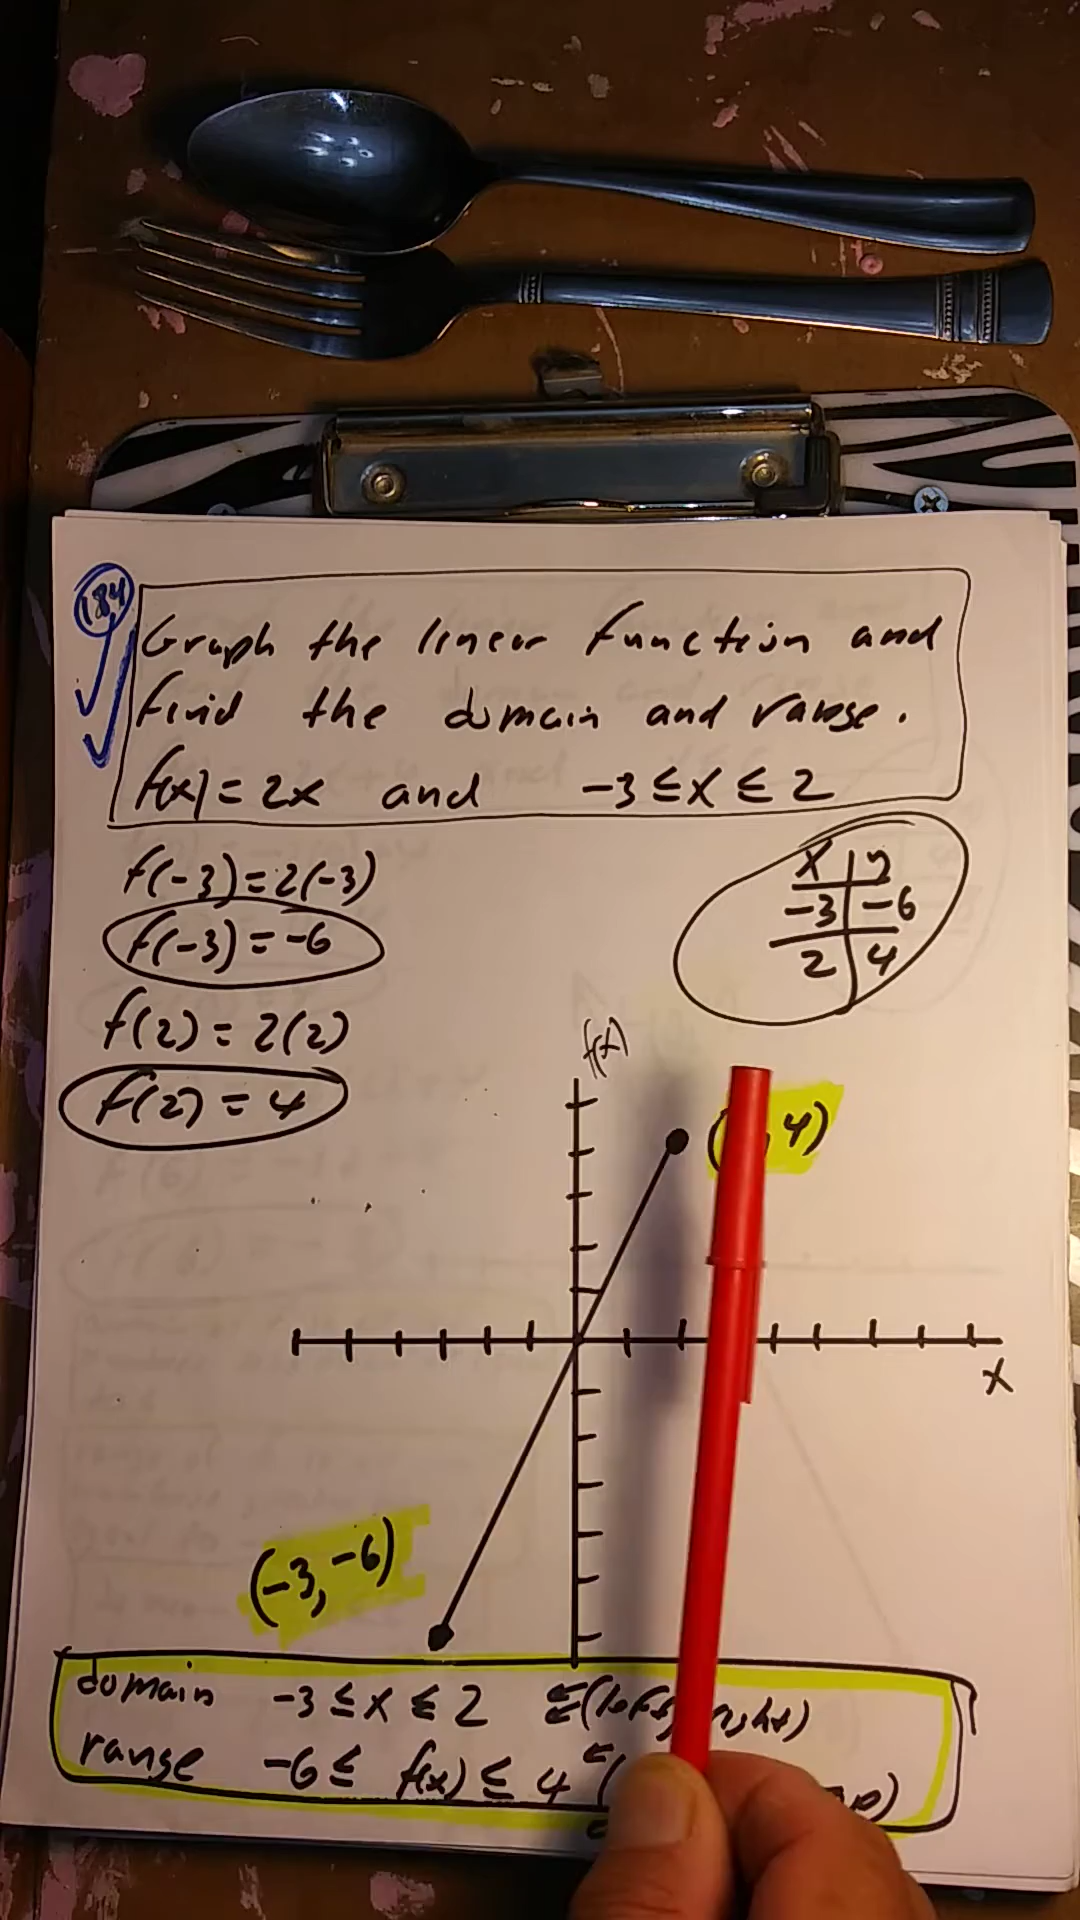 184
Graph the linear function and
find the domain and range.
f(x) = 2x and -3 ≤ x ≤ 2
f(-3) = 2(-3)
f(-3) = -6
f(2) = 2(2)
f(2) = 4
x | y
-3 | -6
2 | 4
f(x)
( , 4)
x
(-3, -6)
domain -3 ≤ x ≤ 2 ⇐ (left, right)
range -6 ≤ f(x) ≤ 4 ⇐ (